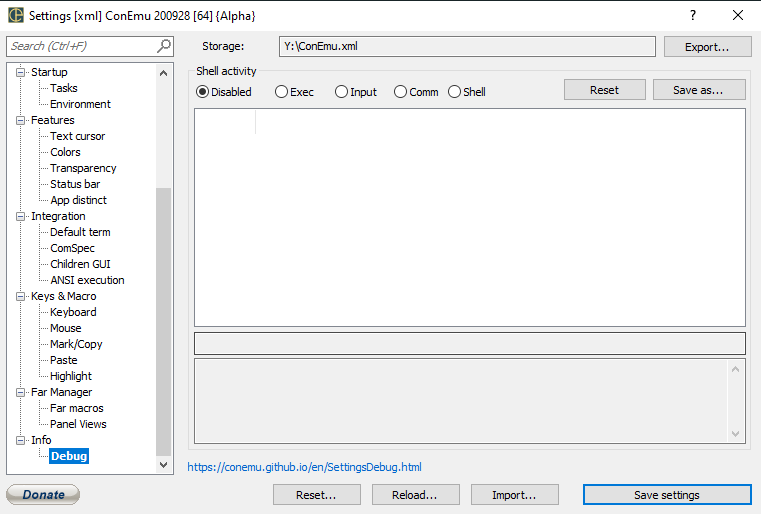 Settings [xml] ConEmu 200928 [64] {Alpha}
Search (Ctrl+F)
Storage:
Y:\ConEmu.xml
Export...
Startup
Tasks
Environment
Features
Text cursor
Colors
Transparency
Status bar
App distinct
Integration
Default term
ComSpec
Children GUI
ANSI execution
Keys & Macro
Keyboard
Mouse
Mark/Copy
Paste
Highlight
Far Manager
Far macros
Panel Views
Info
Debug
Shell activity
Disabled
Exec
Input
Comm
Shell
Reset
Save as...
https://conemu.github.io/en/SettingsDebug.html
Donate
Reset...
Reload...
Import...
Save settings